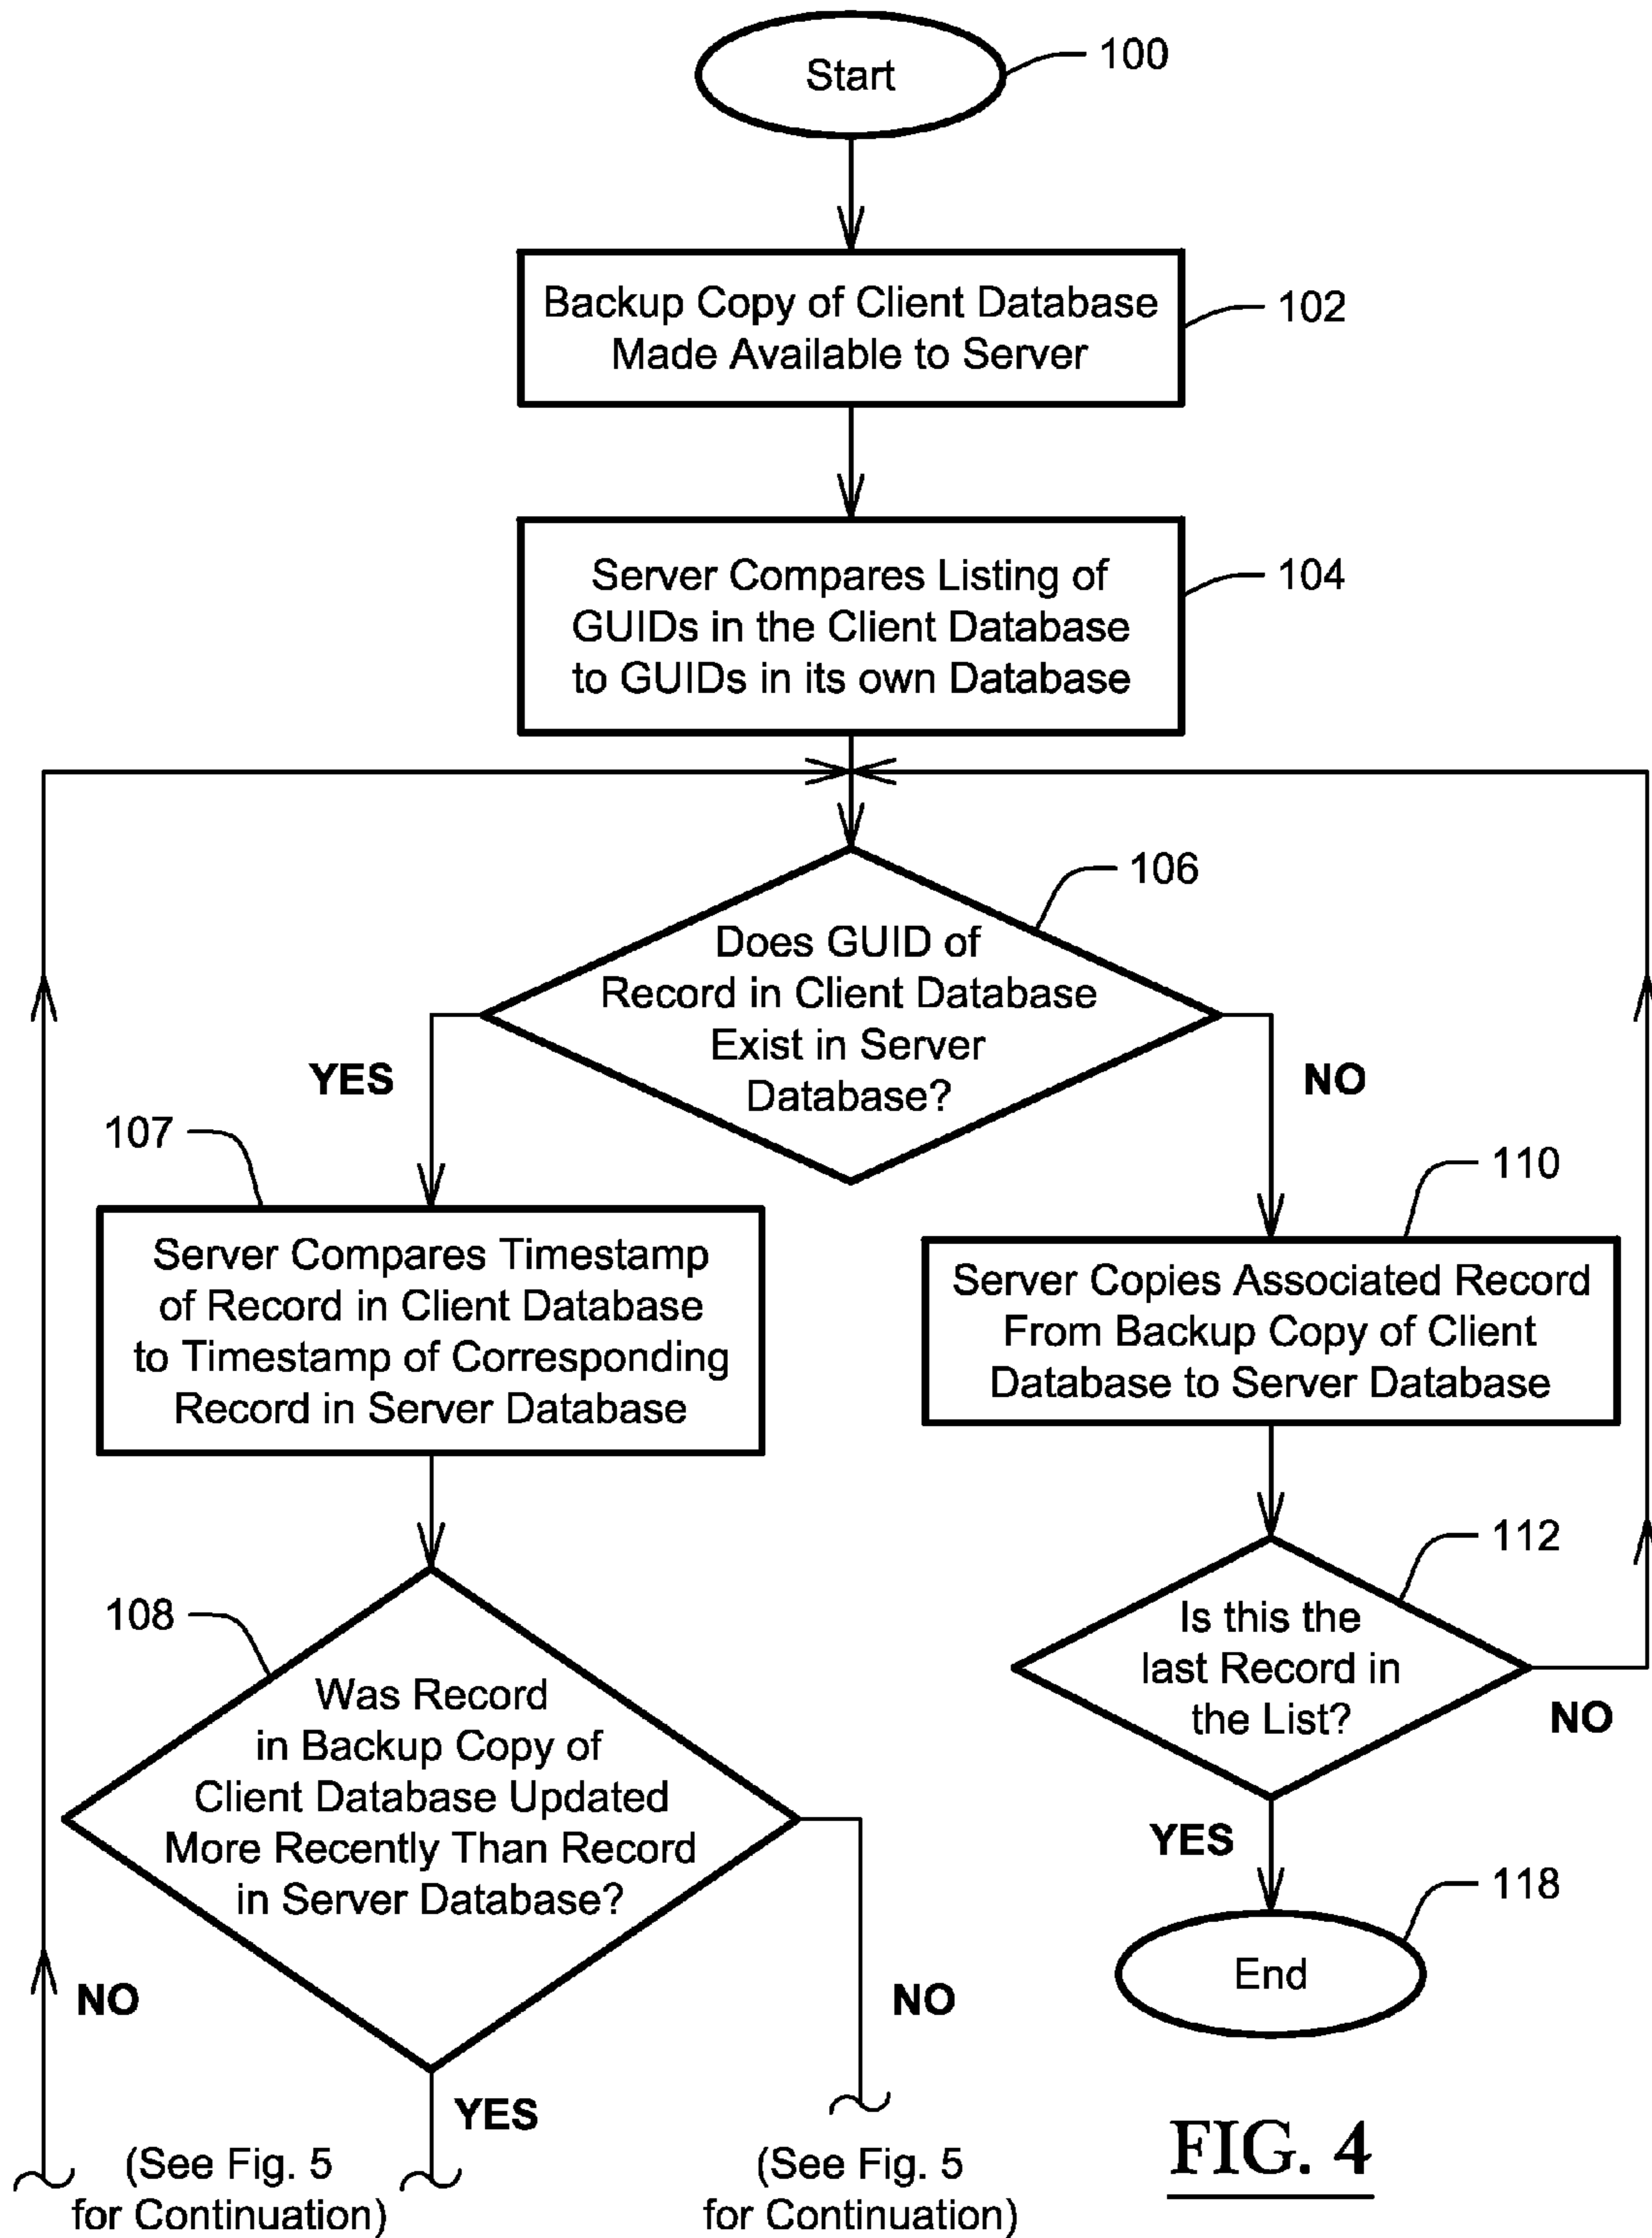 Start
100
Backup Copy of Client Database
Made Available to Server
102
Server Compares Listing of
GUIDs in the Client Database
to GUIDs in its own Database
104
106
Does GUID of
Record in Client Database
Exist in Server
Database?
YES
NO
107
Server Compares Timestamp
of Record in Client Database
to Timestamp of Corresponding
Record in Server Database
110
Server Copies Associated Record
From Backup Copy of Client
Database to Server Database
108
Was Record
in Backup Copy of
Client Database Updated
More Recently Than Record
in Server Database?
112
Is this the
last Record in
the List?
NO
YES
118
End
NO
NO
YES
(See Fig. 5
for Continuation)
(See Fig. 5
for Continuation)
FIG. 4